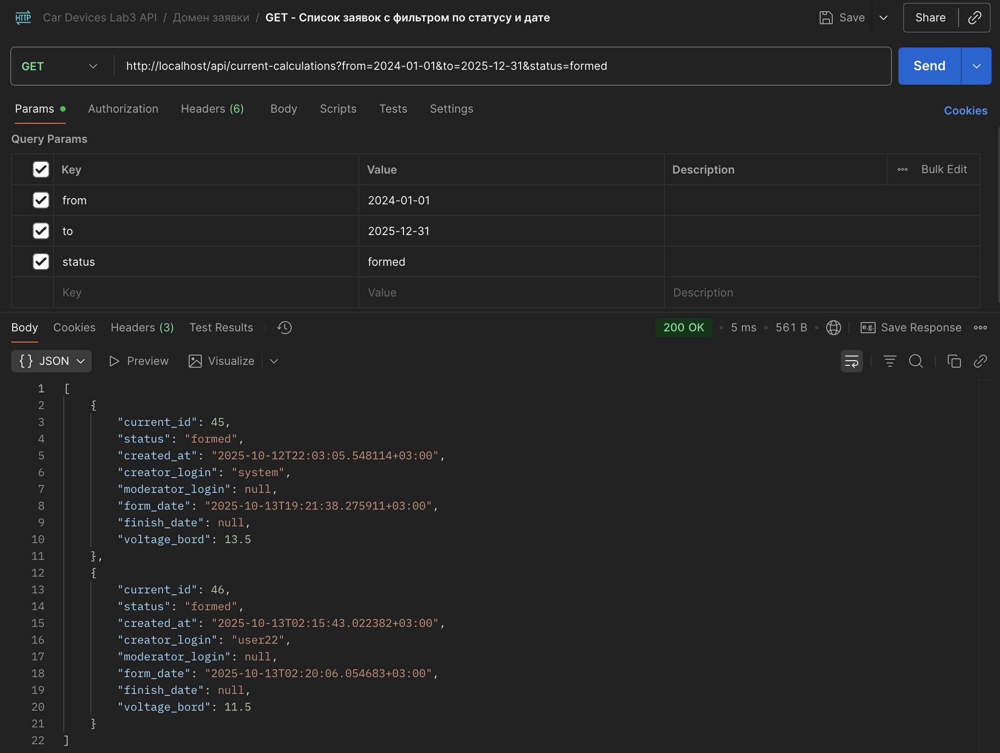 HTTP Car Devices Lab3 API / Домен заявки / GET - Список заявок с фильтром по статусу и дате Save Share
GET http://localhost/api/current-calculations?from=2024-01-01&to=2025-12-31&status=formed Send
Params Authorization Headers (6) Body Scripts Tests Settings Cookies
Query Params
Key Value Description Bulk Edit
from 2024-01-01
to 2025-12-31
status formed
Key Value Description
Body Cookies Headers (3) Test Results 200 OK • 5 ms • 561 B • e.g. Save Response
{} JSON Preview Visualize
1 [
2 {
3 "current_id": 45,
4 "status": "formed",
5 "created_at": "2025-10-12T22:03:05.548114+03:00",
6 "creator_login": "system",
7 "moderator_login": null,
8 "form_date": "2025-10-13T19:21:38.275911+03:00",
9 "finish_date": null,
10 "voltage_bord": 13.5
11 },
12 {
13 "current_id": 46,
14 "status": "formed",
15 "created_at": "2025-10-13T02:15:43.022382+03:00",
16 "creator_login": "user22",
17 "moderator_login": null,
18 "form_date": "2025-10-13T02:20:06.054683+03:00",
19 "finish_date": null,
20 "voltage_bord": 11.5
21 }
22 ]